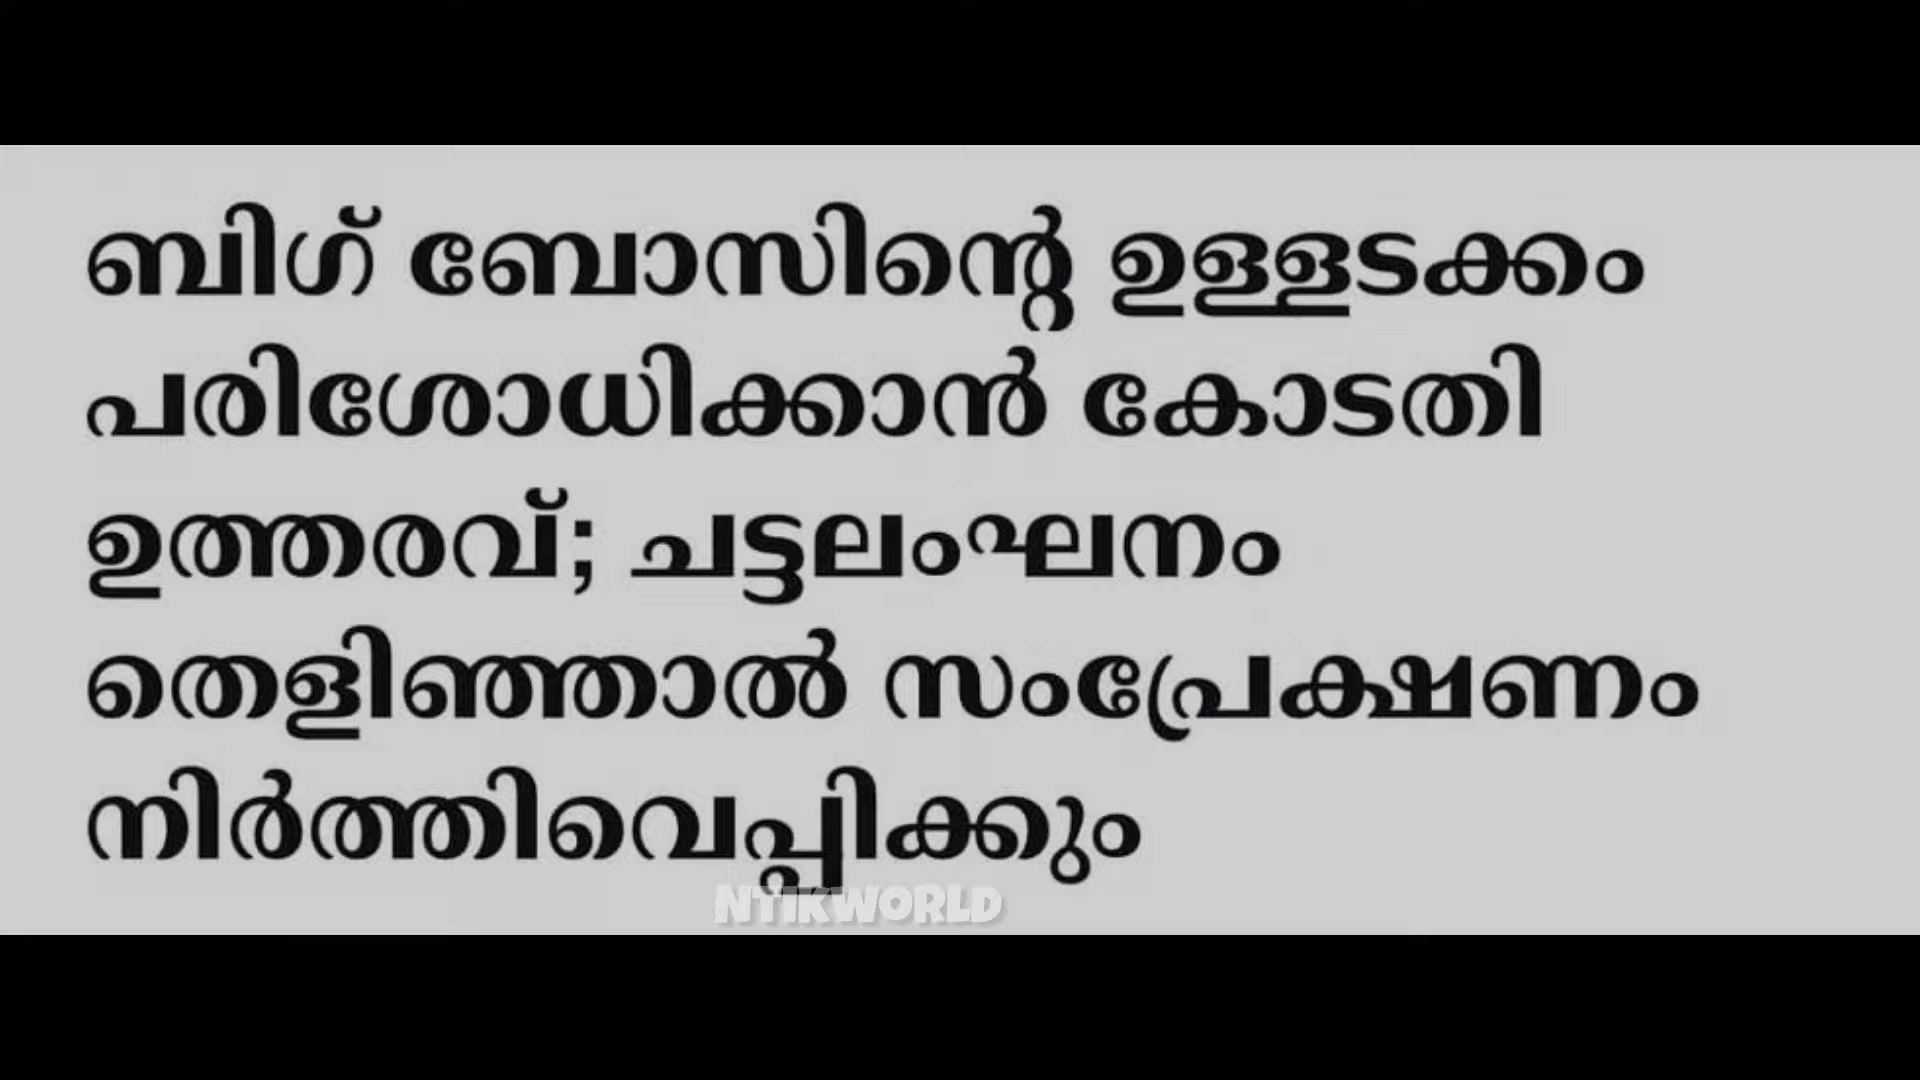 ബിഗ് ബോസിന്റെ ഉള്ളടക്കം
പരിശോധിക്കാൻ കോടതി
ഉത്തരവ്; ചട്ടലംഘനം
തെളിഞ്ഞാൽ സംപ്രേക്ഷണം
നിർത്തിവെപ്പിക്കും
NTIKWORLD